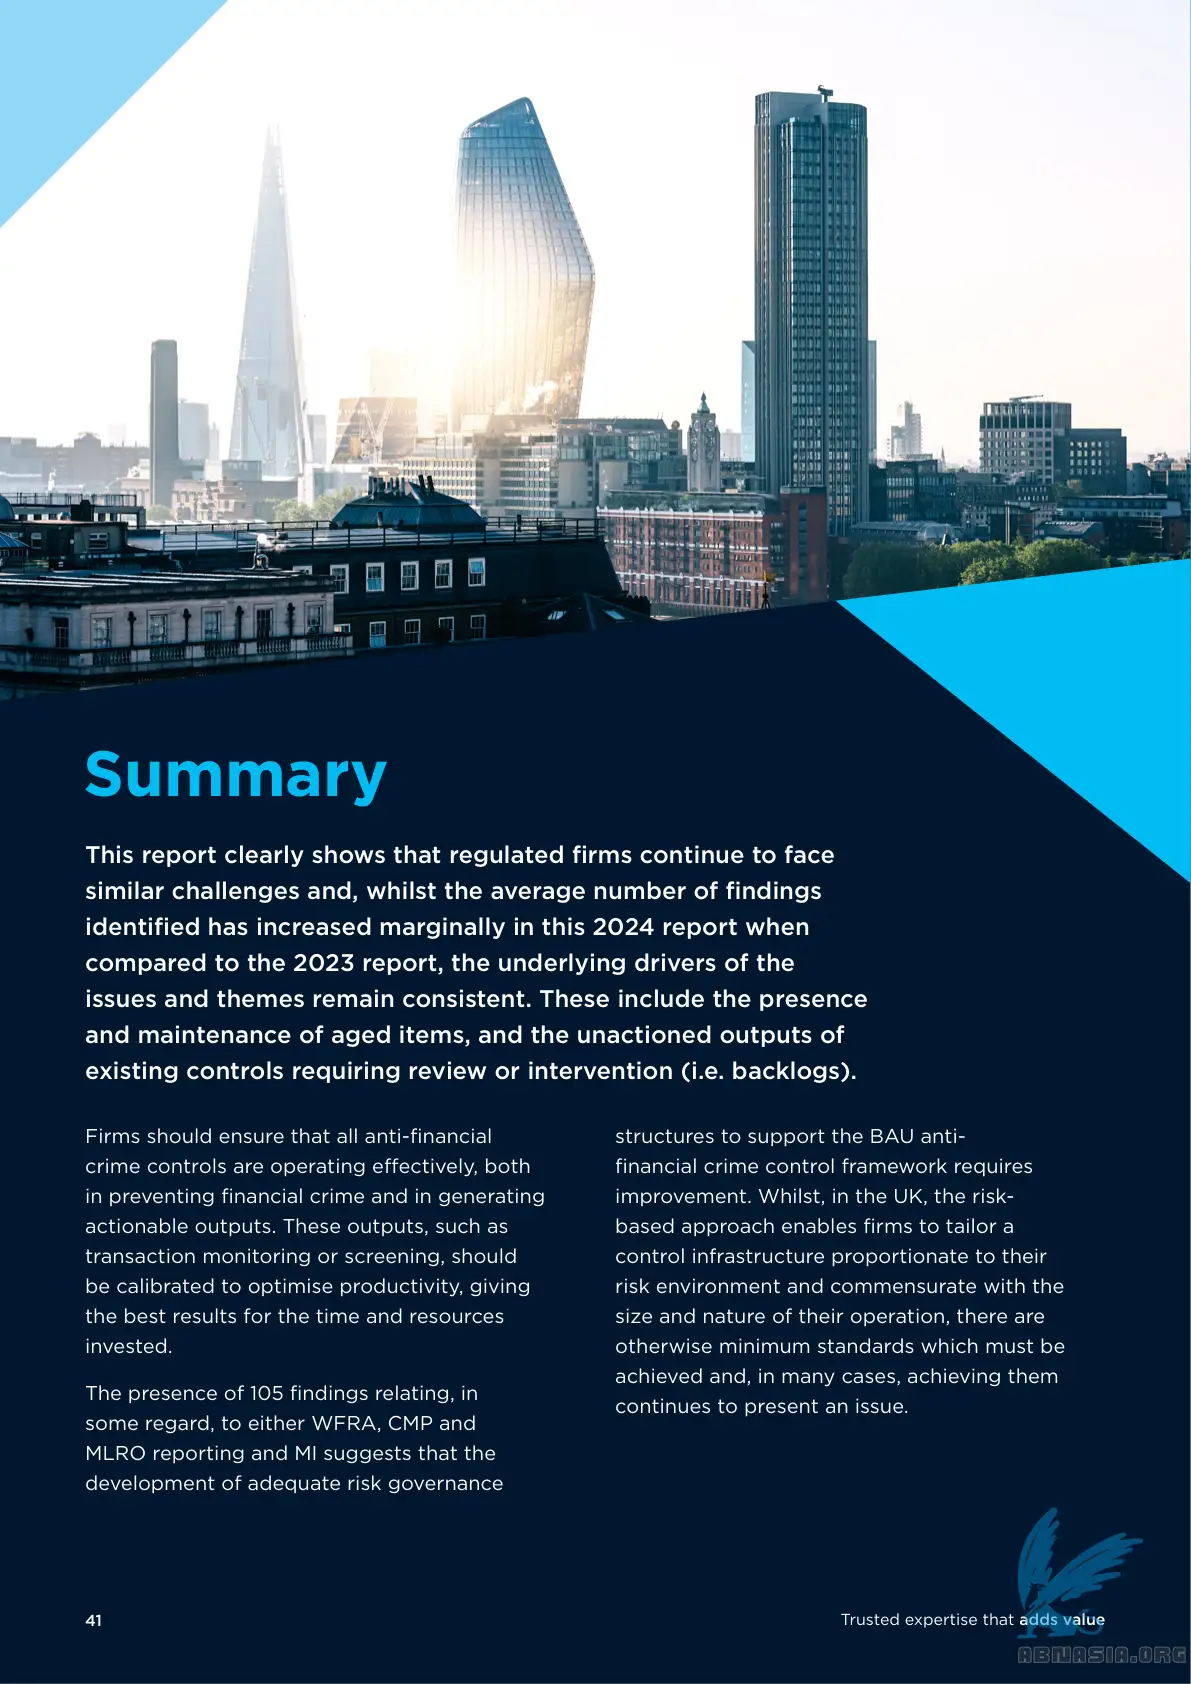 Summary
This report clearly shows that regulated firms continue to face
similar challenges and, whilst the average number of findings
identified has increased marginally in this 2024 report when
compared to the 2023 report, the underlying drivers of the
issues and themes remain consistent. These include the presence
and maintenance of aged items, and the unactioned outputs of
existing controls requiring review or intervention (i.e. backlogs).
Firms should ensure that all anti-financial
crime controls are operating effectively, both
in preventing financial crime and in generating
actionable outputs. These outputs, such as
transaction monitoring or screening, should
be calibrated to optimise productivity, giving
the best results for the time and resources
invested.
The presence of 105 findings relating, in
some regard, to either WFRA, CMP and
MLRO reporting and MI suggests that the
development of adequate risk governance
structures to support the BAU anti-
financial crime control framework requires
improvement. Whilst, in the UK, the risk-
based approach enables firms to tailor a
control infrastructure proportionate to their
risk environment and commensurate with the
size and nature of their operation, there are
otherwise minimum standards which must be
achieved and, in many cases, achieving them
continues to present an issue.
41
Trusted expertise that adds value
ABNASIA.ORG